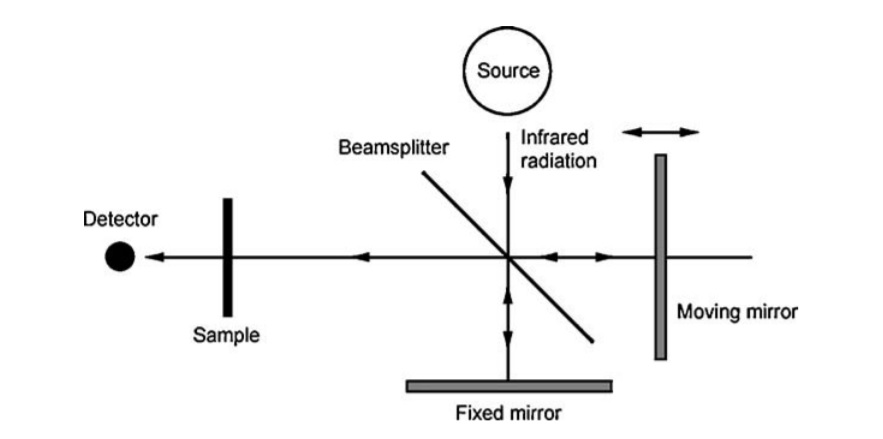 Source
Infrared
radiation
Beamsplitter
Detector
Sample
Moving mirror
Fixed mirror